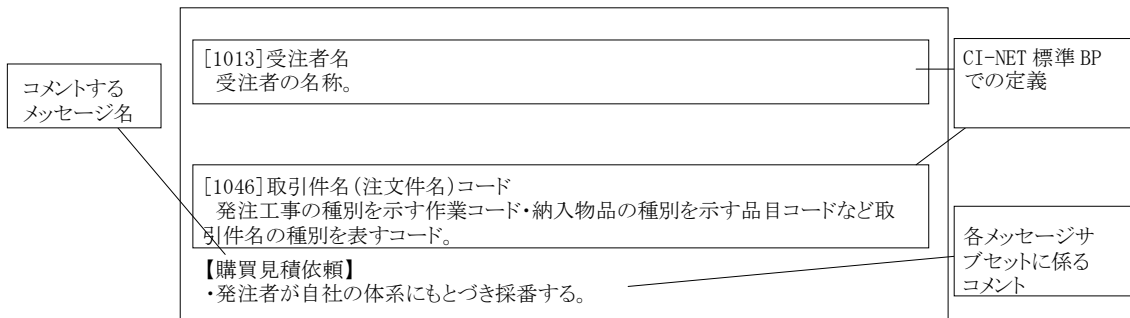 [1013]受注者名
受注者の名称。
CI-NET 標準 BP
での定義
コメントする
メッセージ名
[1046]取引件名(注文件名)コード
発注工事の種別を示す作業コード・納入物品の種別を示す品目コードなど取
引件名の種別を表すコード。
【購買見積依頼】
・発注者が自社の体系にもとづき採番する。
各メッセージサ
ブセットに係る
コメント